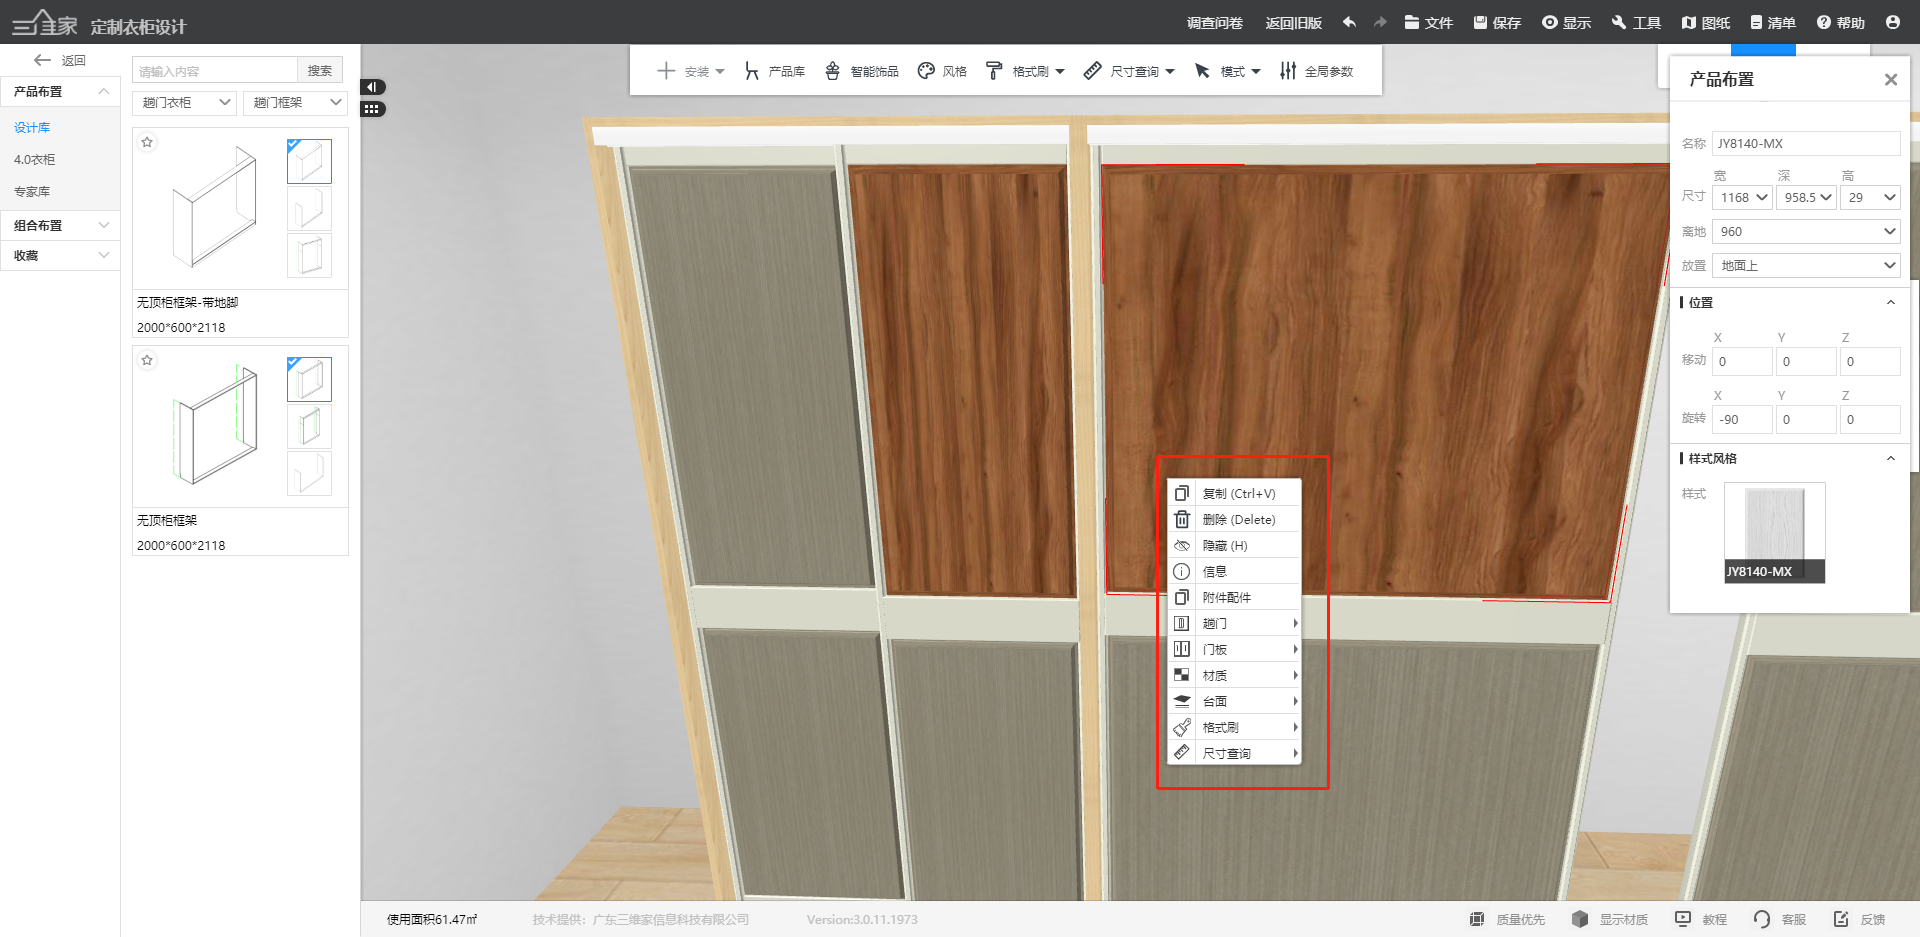 三维家 定制衣柜设计
调查问卷 返回旧版 文件 保存 显示 工具 图纸 清单 帮助
返回
产品布置
设计库
4.0衣柜
专家库
组合布置
收藏
请输入内容 搜索
趟门衣柜 趟门框架
无顶柜框架-带地脚
2000*600*2118
无顶柜框架
2000*600*2118
安装 产品库 智能饰品 风格 格式刷 尺寸查询 模式 全局参数
复制 (Ctrl+V)
删除 (Delete)
隐藏 (H)
信息
附件配件
趟门
门板
材质
台面
格式刷
尺寸查询
产品布置
名称 JY8140-MX
宽 深 高
尺寸 1168 958.5 29
离地 960
放置 地面上
位置
X Y Z
移动 0 0 0
X Y Z
旋转 -90 0 0
样式风格
样式
JY8140-MX
使用面积61.47㎡ 技术提供：广东三维家信息科技有限公司 Version:3.0.11.1973 质量优先 显示材质 教程 客服 反馈